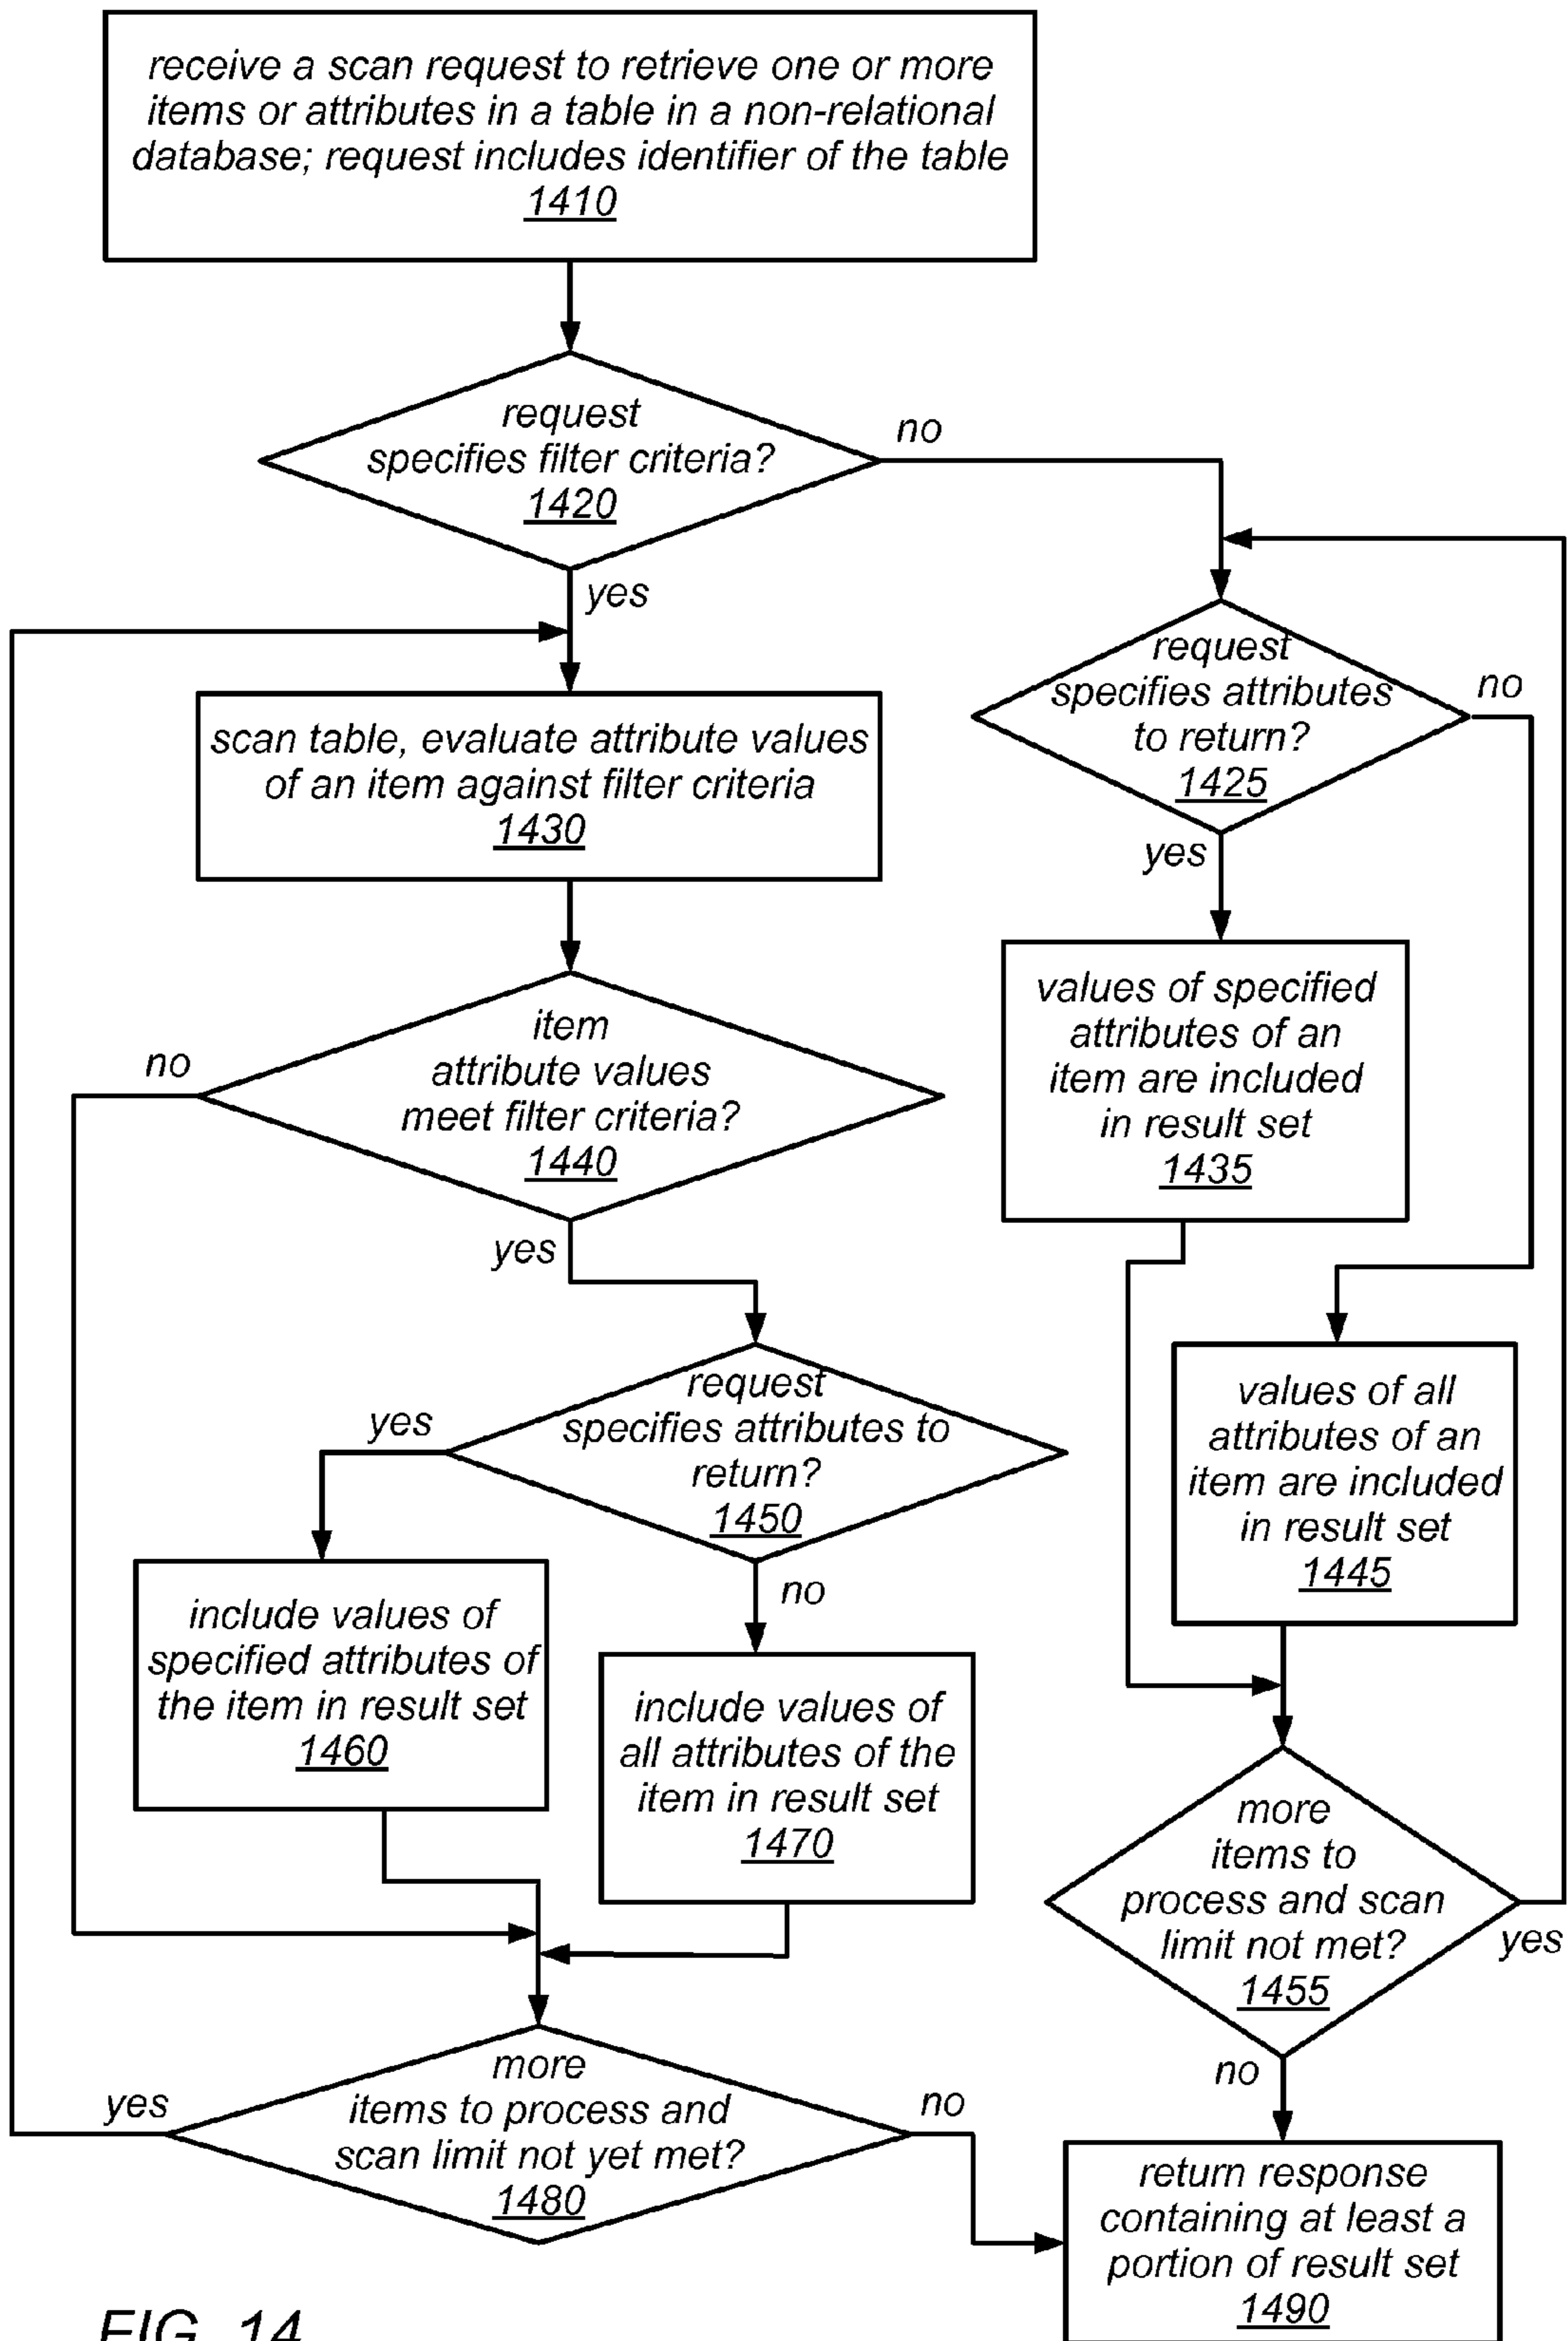 receive a scan request to retrieve one or more
items or attributes in a table in a non-relational
database; request includes identifier of the table
1410
request
specifies filter criteria?
1420
no
yes
request
specifies attributes
to return?
1425
no
yes
scan table, evaluate attribute values
of an item against filter criteria
1430
values of specified
attributes of an
item are included
in result set
1435
item
attribute values
meet filter criteria?
1440
no
yes
request
specifies attributes to
return?
1450
yes
no
values of all
attributes of an
item are included
in result set
1445
include values of
specified attributes of
the item in result set
1460
include values of
all attributes of the
item in result set
1470
more
items to
process and scan
limit not met?
1455
yes
no
more
items to process and
scan limit not yet met?
1480
yes
no
return response
containing at least a
portion of result set
1490
FIG. 14